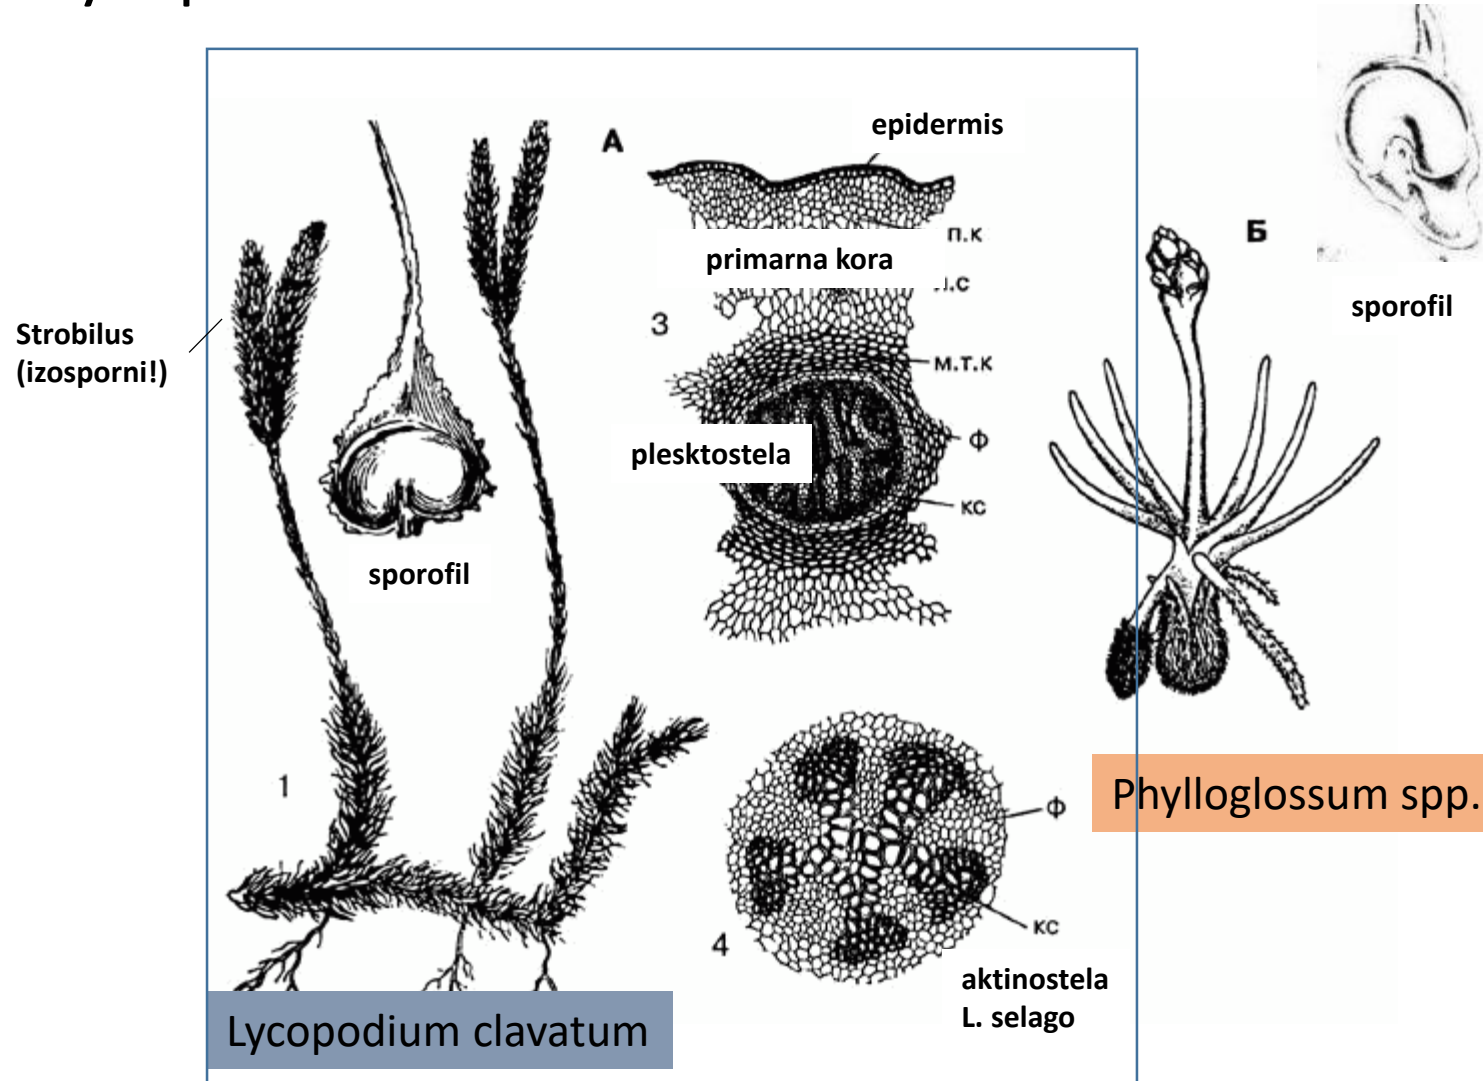 А
epidermis
п.к
primarna kora
3
м.т.к
Strobilus
(izosporni!)
plesktostela
ф
кс
sporofil
Б
sporofil
1
ф
кс
4
aktinostela
L. selago
Phylloglossum spp.
Lycopodium clavatum